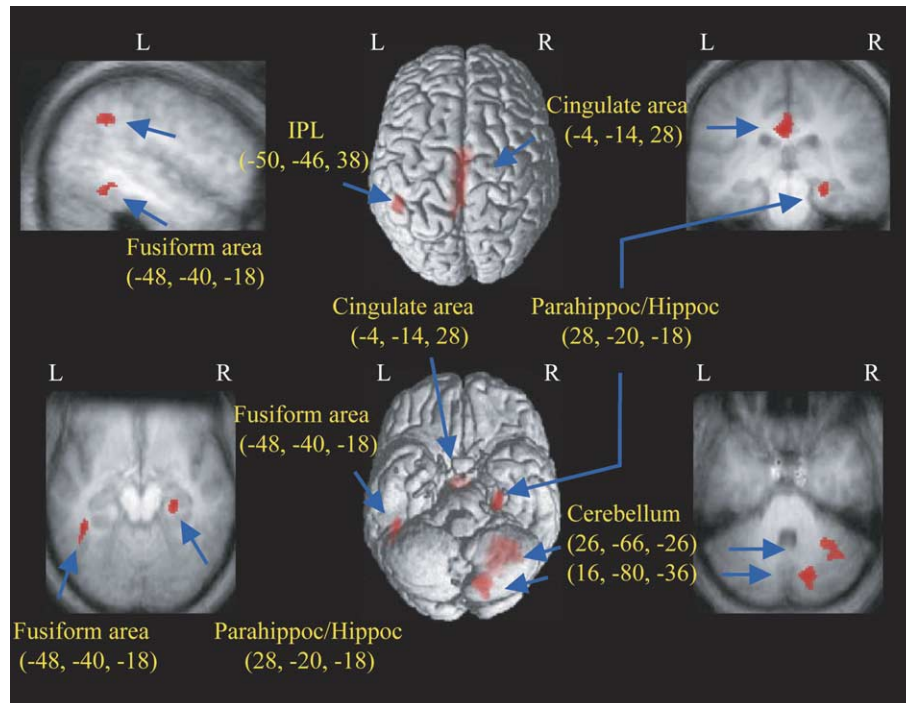 L
L
R
L
R
IPL
(-50, -46, 38)
Cingulate area
(-4, -14, 28)
Fusiform area
(-48, -40, -18)
Cingulate area
(-4, -14, 28)
Parahippoc/Hippoc
(28, -20, -18)
L
R
L
R
L
R
Fusiform area
(-48, -40, -18)
Cerebellum
(26, -66, -26)
(16, -80, -36)
Fusiform area
(-48, -40, -18)
Parahippoc/Hippoc
(28, -20, -18)